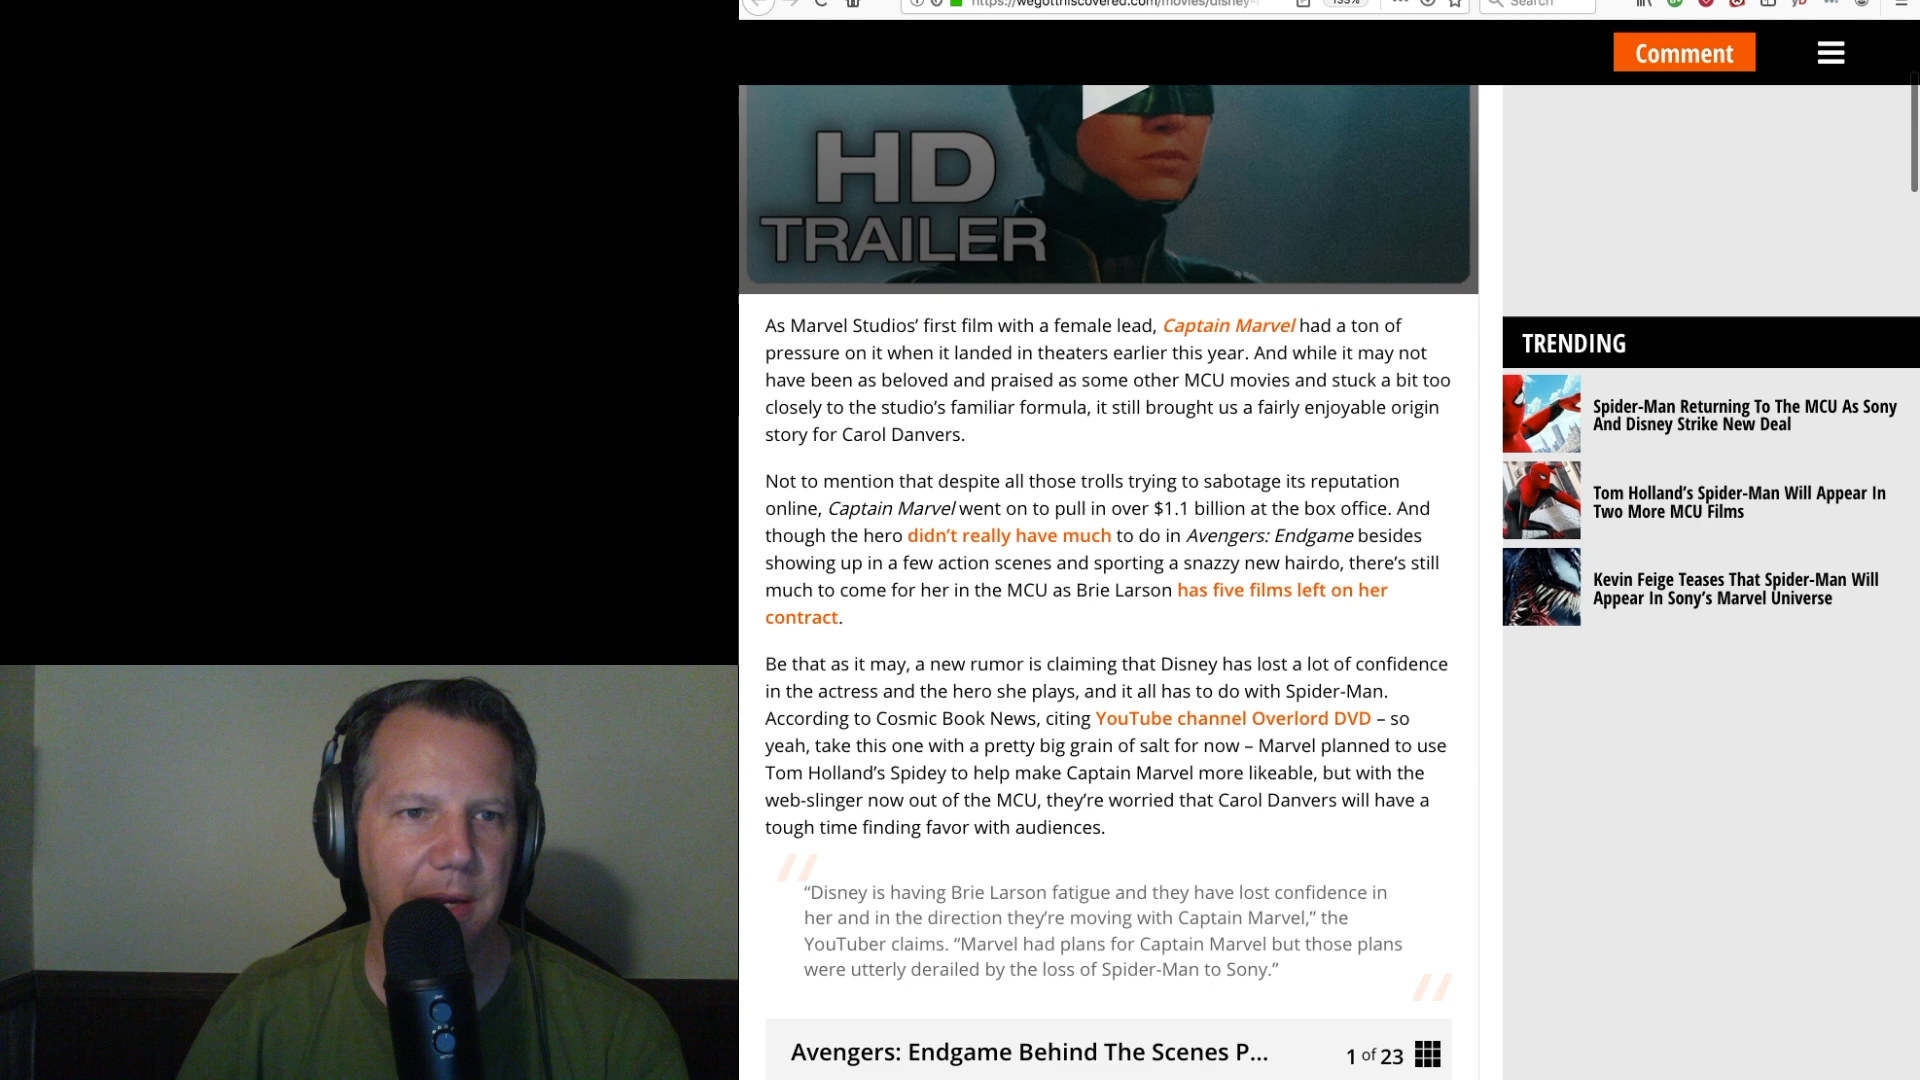 https://wegotthiscovered.com/movies/disney-
133%
Search
Comment
HD
TRAILER
As Marvel Studios’ first film with a female lead, Captain Marvel had a ton of
pressure on it when it landed in theaters earlier this year. And while it may not
have been as beloved and praised as some other MCU movies and stuck a bit too
closely to the studio’s familiar formula, it still brought us a fairly enjoyable origin
story for Carol Danvers.
Not to mention that despite all those trolls trying to sabotage its reputation
online, Captain Marvel went on to pull in over $1.1 billion at the box office. And
though the hero didn’t really have much to do in Avengers: Endgame besides
showing up in a few action scenes and sporting a snazzy new hairdo, there’s still
much to come for her in the MCU as Brie Larson has five films left on her
contract.
Be that as it may, a new rumor is claiming that Disney has lost a lot of confidence
in the actress and the hero she plays, and it all has to do with Spider-Man.
According to Cosmic Book News, citing YouTube channel Overlord DVD – so
yeah, take this one with a pretty big grain of salt for now – Marvel planned to use
Tom Holland’s Spidey to help make Captain Marvel more likeable, but with the
web-slinger now out of the MCU, they’re worried that Carol Danvers will have a
tough time finding favor with audiences.
“Disney is having Brie Larson fatigue and they have lost confidence in
her and in the direction they’re moving with Captain Marvel,” the
YouTuber claims. “Marvel had plans for Captain Marvel but those plans
were utterly derailed by the loss of Spider-Man to Sony.”
Avengers: Endgame Behind The Scenes P...
1 of 23
TRENDING
Spider-Man Returning To The MCU As Sony
And Disney Strike New Deal
Tom Holland’s Spider-Man Will Appear In
Two More MCU Films
Kevin Feige Teases That Spider-Man Will
Appear In Sony’s Marvel Universe